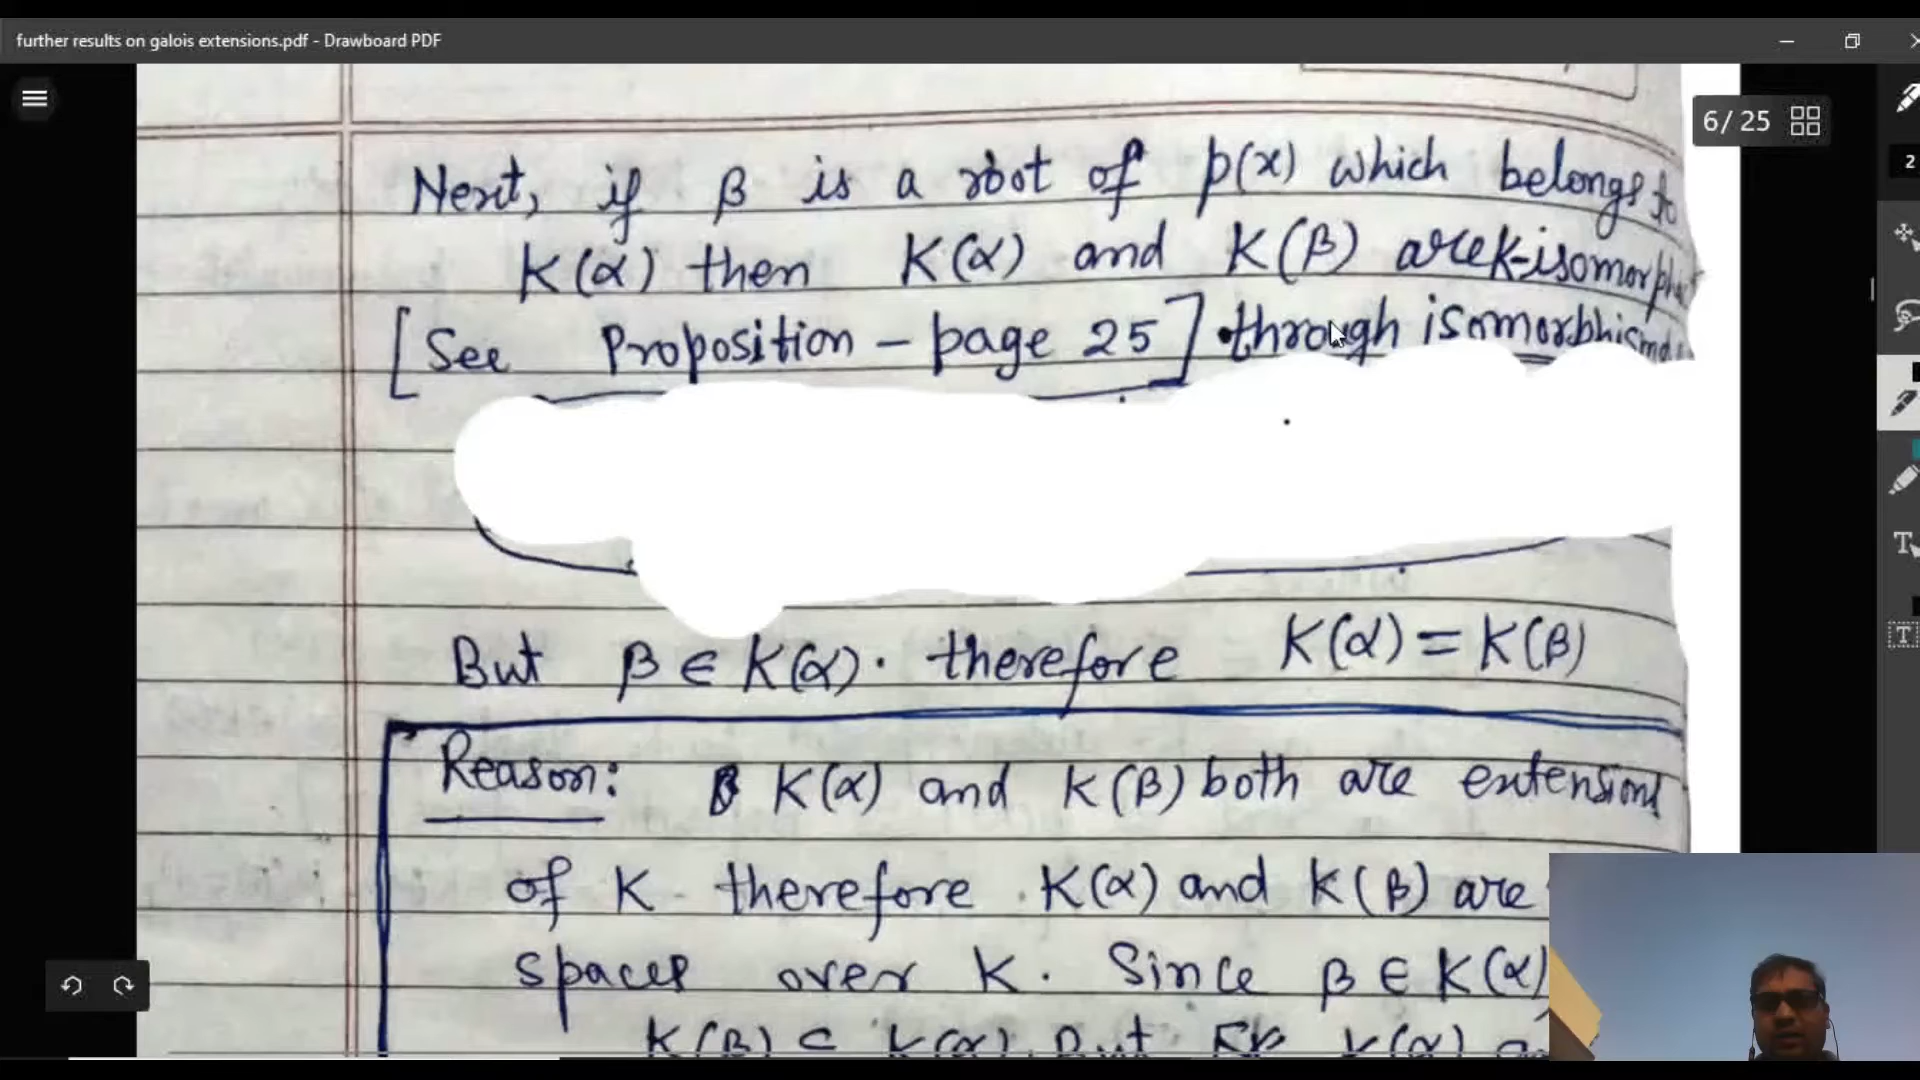 further results on galois extensions.pdf - Drawboard PDF
6/ 25
2
Next, if β is a root of p(x) which belongs to
K(α) then K(α) and K(β) are K-isomorphic
[See Proposition - page 25] through isomorphism
But β ∈ K(α). therefore K(α) = K(β)
Reason: K(α) and K(β) both are extensions
of K therefore K(α) and K(β) are
spaces over K. Since β ∈ K(α)
K(β) ⊂ K(α). But K(α)